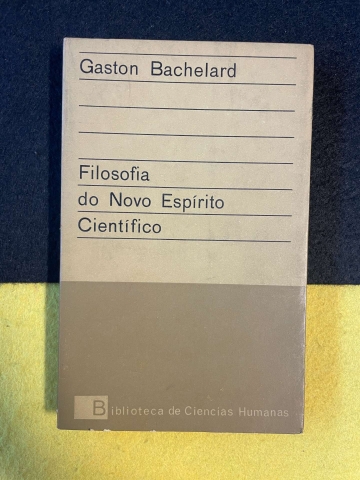 Gaston Bachelard
Filosofia
do Novo Espírito
Científico
Biblioteca de Ciencias Humanas